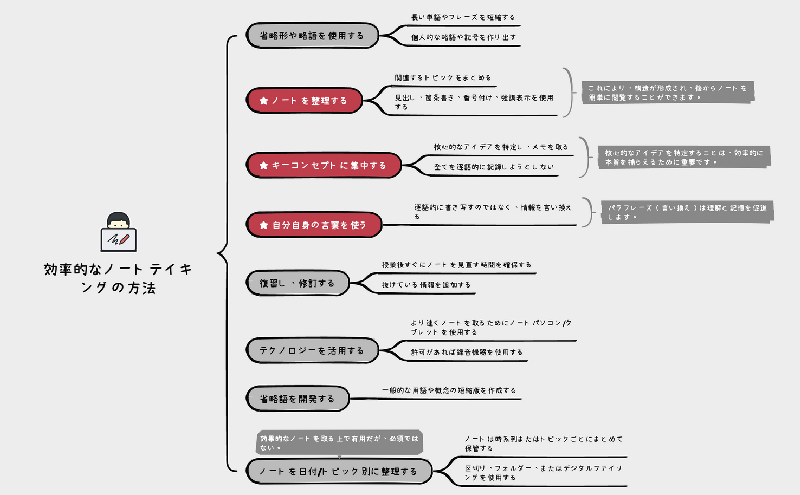 効率的なノートテイキ
ングの方法
省略形や略語を使用する
長い単語やフレーズを短縮する
個人的な略語や記号を作り出す
ノートを整理する
関連するトピックをまとめる
見出し、箇条書き、番号付け、強調表示を使用
する
これにより、構造が形成され、後からノートを
簡単に閲覧することができます。
キーコンセプトに集中する
核心的なアイデアを特定し、メモを取る
全てを逐語的に記録しようとしない
核心的なアイデアを特定することは、効率的に
本質を捕らえるために重要です。
自分自身の言葉を使う
逐語的に書き写すのではなく、情報を言い換え
る
パラフレーズ(言い換え)は理解と記憶を促進
します。
復習し、修訂する
授業後すぐにノートを見直す時間を確保する
抜けている情報を追加する
テクノロジーを活用する
より速くノートを取るためにノートパソコン/タ
ブレットを使用する
許可があれば録音機器を使用する
省略語を開発する
一般的な用語や概念の短縮版を作成する
効果的なノートを取る上で有用だが、必須では
ない。
ノートを日付/トピック別に整理する
ノートは時系列またはトピックごとにまとめて
保管する
区切り、フォルダー、またはデジタルファイリ
ングを使用する